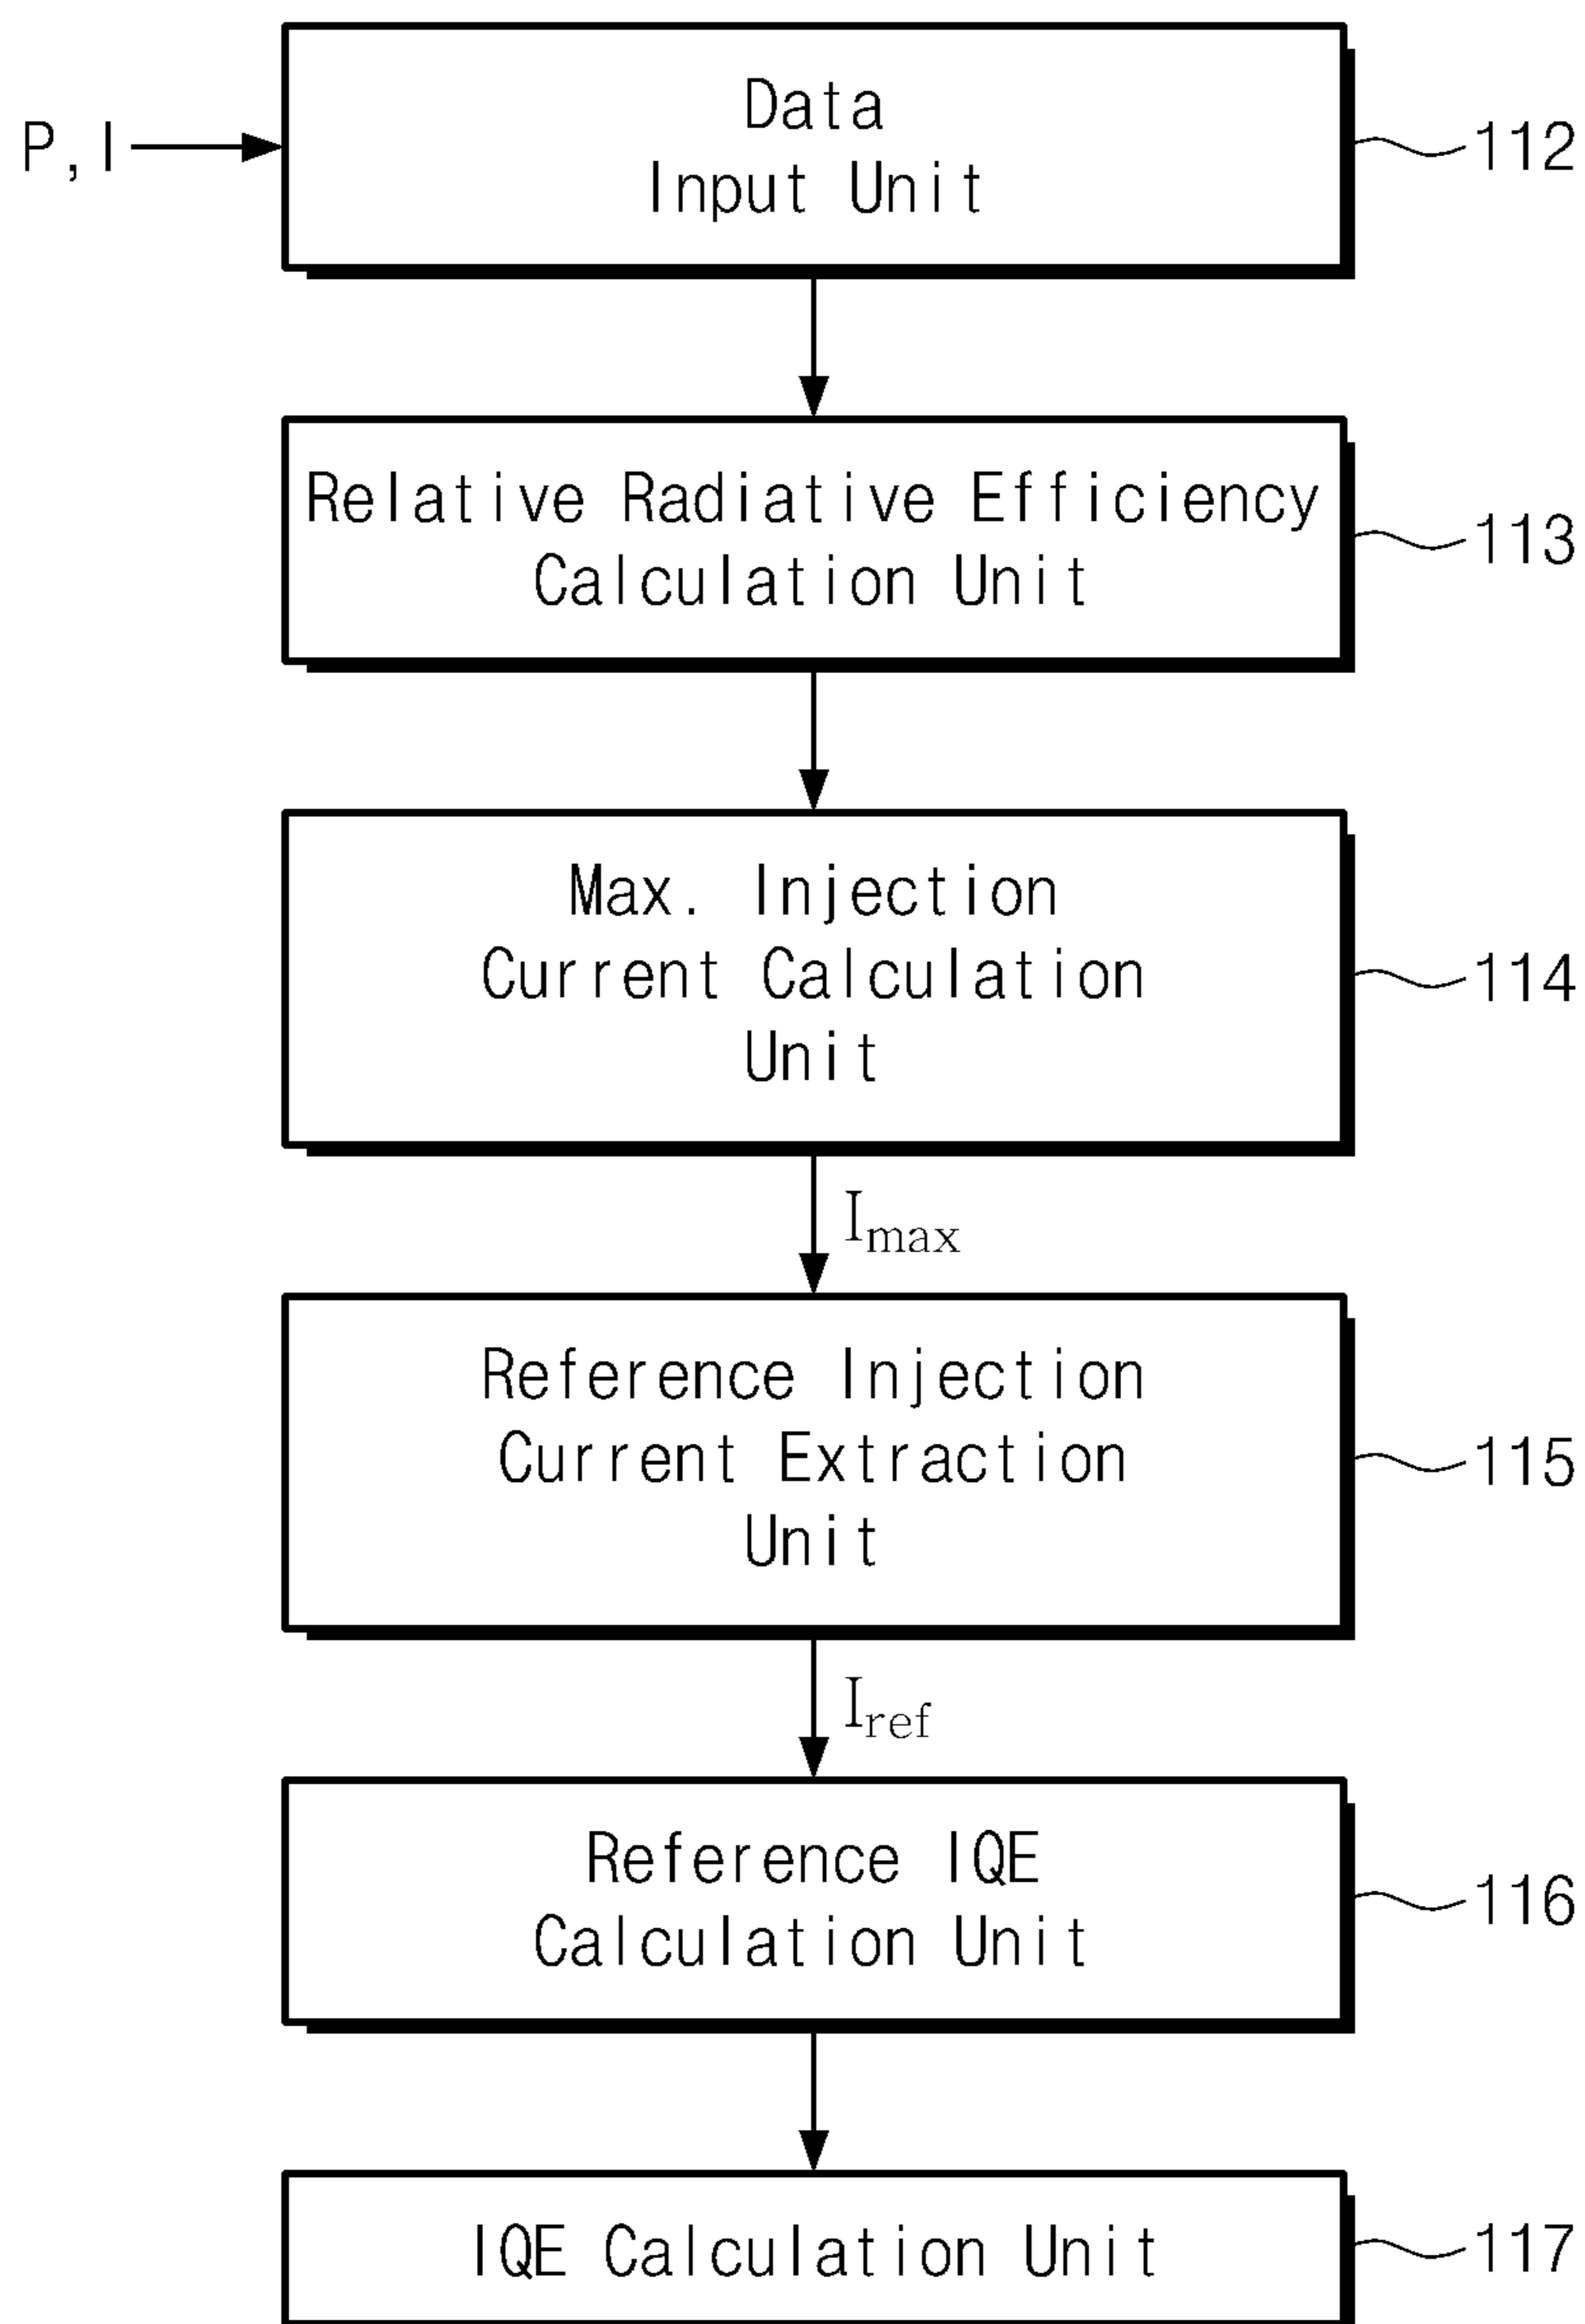 P,I
Data
Input Unit
112
Relative Radiative Efficiency
Calculation Unit
113
Max. Injection
Current Calculation
Unit
114
Imax
Reference Injection
Current Extraction
Unit
115
Iref
Reference IQE
Calculation Unit
116
IQE Calculation Unit
117